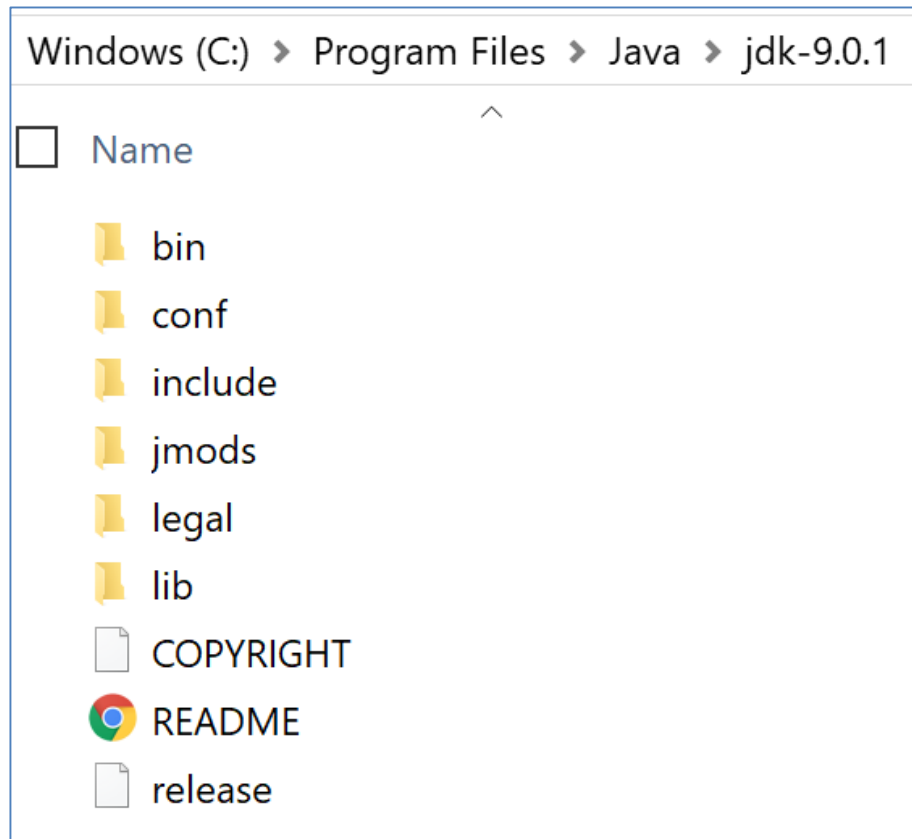 Windows (C:) > Program Files > Java > jdk-9.0.1
Name
bin
conf
include
jmods
legal
lib
COPYRIGHT
README
release